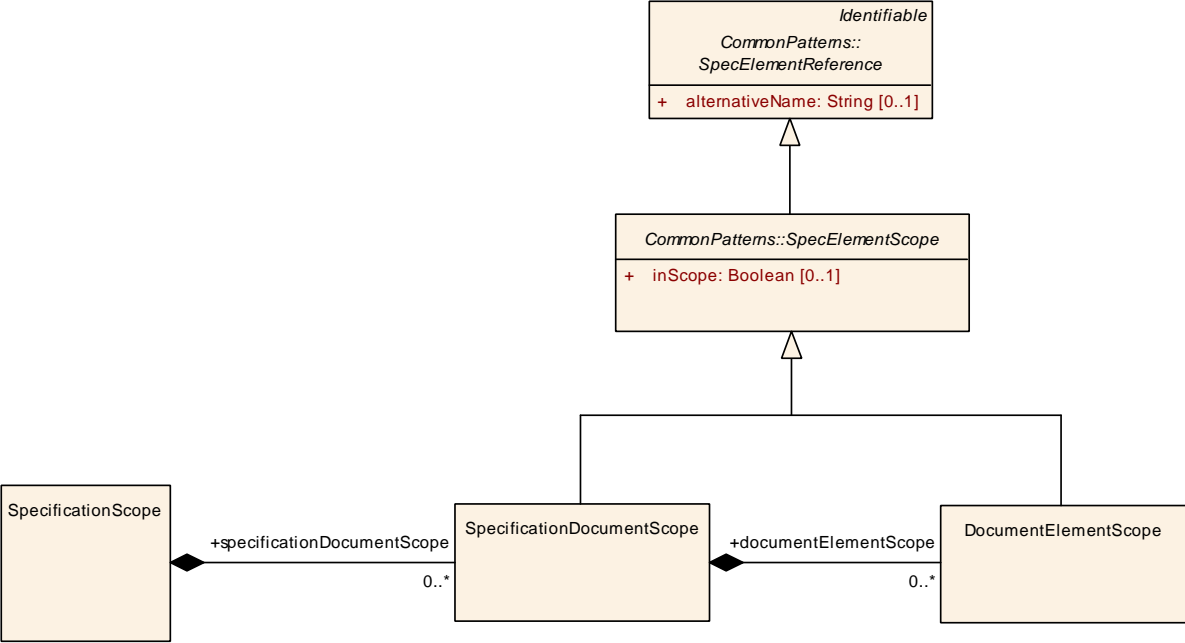 Identifiable
CommonPatterns::
SpecElementReference
+ alternativeName: String [0..1]
CommonPatterns::SpecElementScope
+ inScope: Boolean [0..1]
SpecificationScope
+specificationDocumentScope
0..*
SpecificationDocumentScope
+documentElementScope
0..*
DocumentElementScope